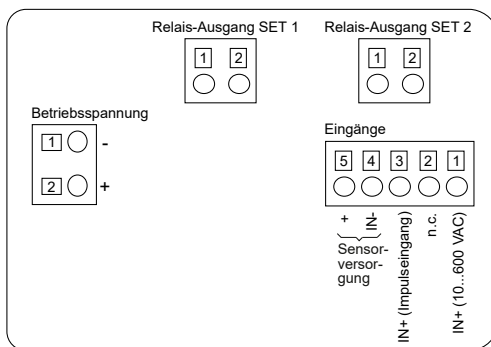 Relais-Ausgang SET 1
Relais-Ausgang SET 2
1 2
1 2
Betriebsspannung
1 -
2 +
Eingänge
5 4 3 2 1
+
IN-
Sensor-
versor-
gung
IN+ (Impulseingang)
n.c.
IN+ (10...600 VAC)